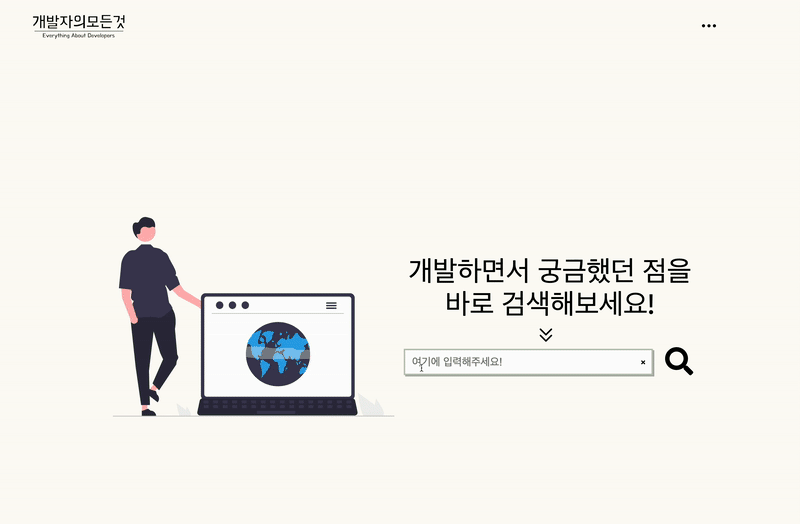 개발자의모든것
Everything About Developers
개발하면서 궁금했던 점을
바로 검색해보세요!
여기에 입력해주세요!